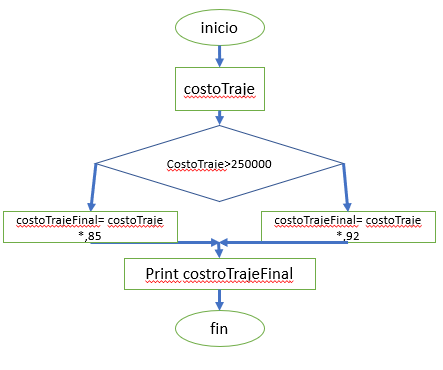 inicio
costoTraje
CostoTraje>250000
costoTrajeFinal= costoTraje
*,85
costoTrajeFinal= costoTraje
*,92
Print costroTrajeFinal
fin